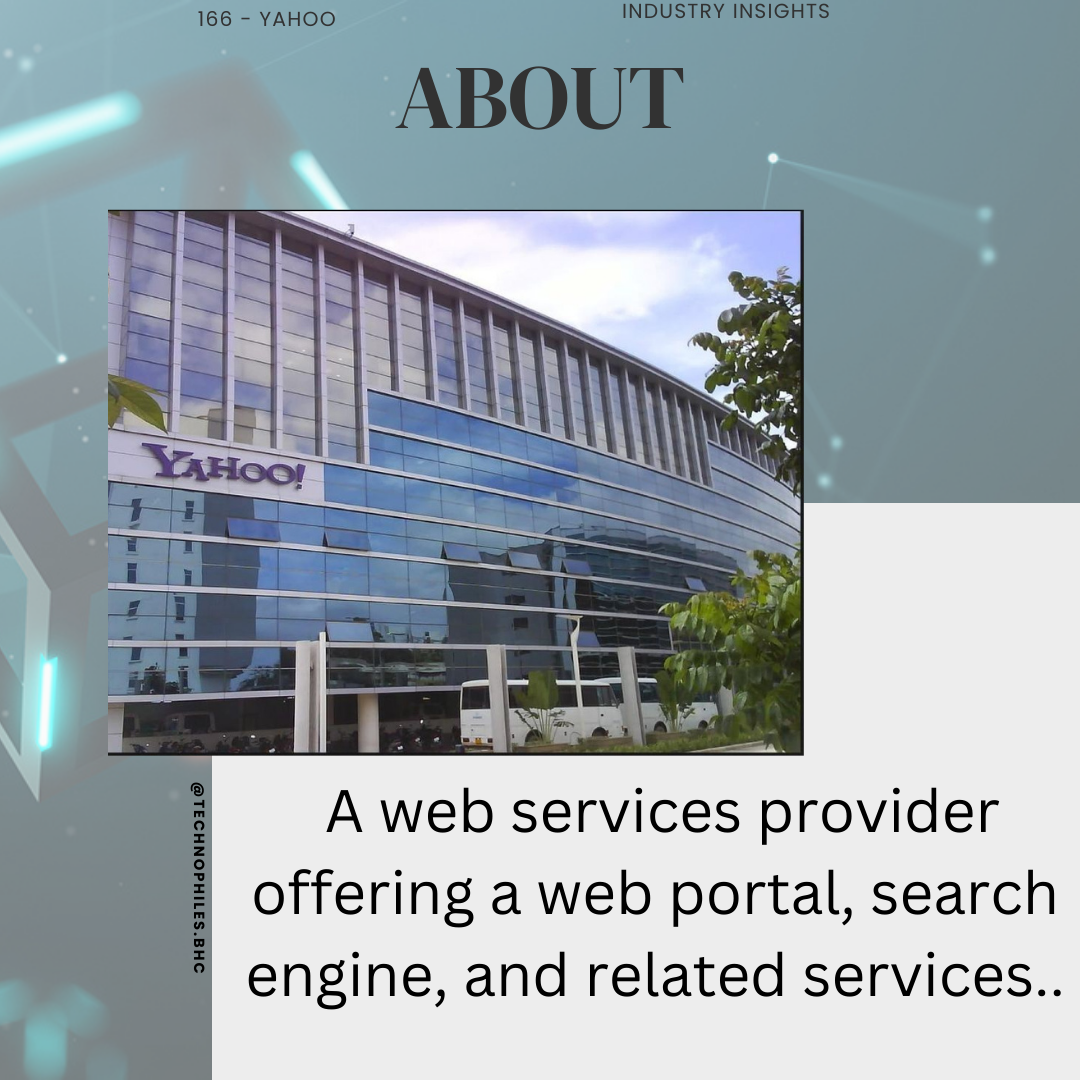 166 - YAHOO
INDUSTRY INSIGHTS
ABOUT
YAHOO!
@TECHNOPHILES.BHC
A web services provider
offering a web portal, search
engine, and related services..